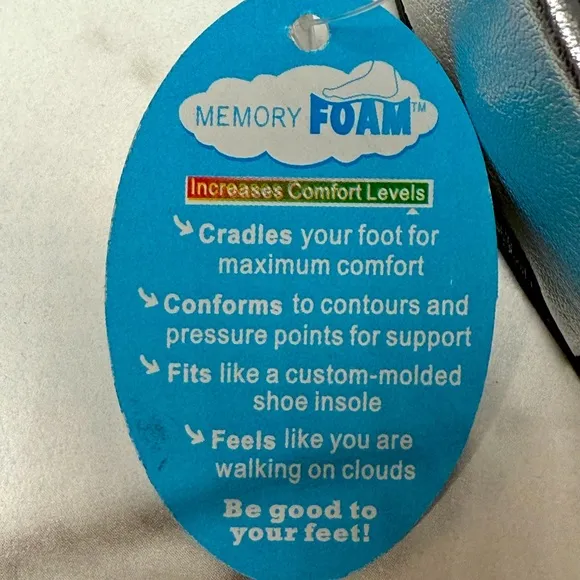 MEMORY FOAM™
Increases Comfort Levels
Cradles your foot for
maximum comfort
Conforms to contours and
pressure points for support
Fits like a custom-molded
shoe insole
Feels like you are
walking on clouds
Be good to
your feet!